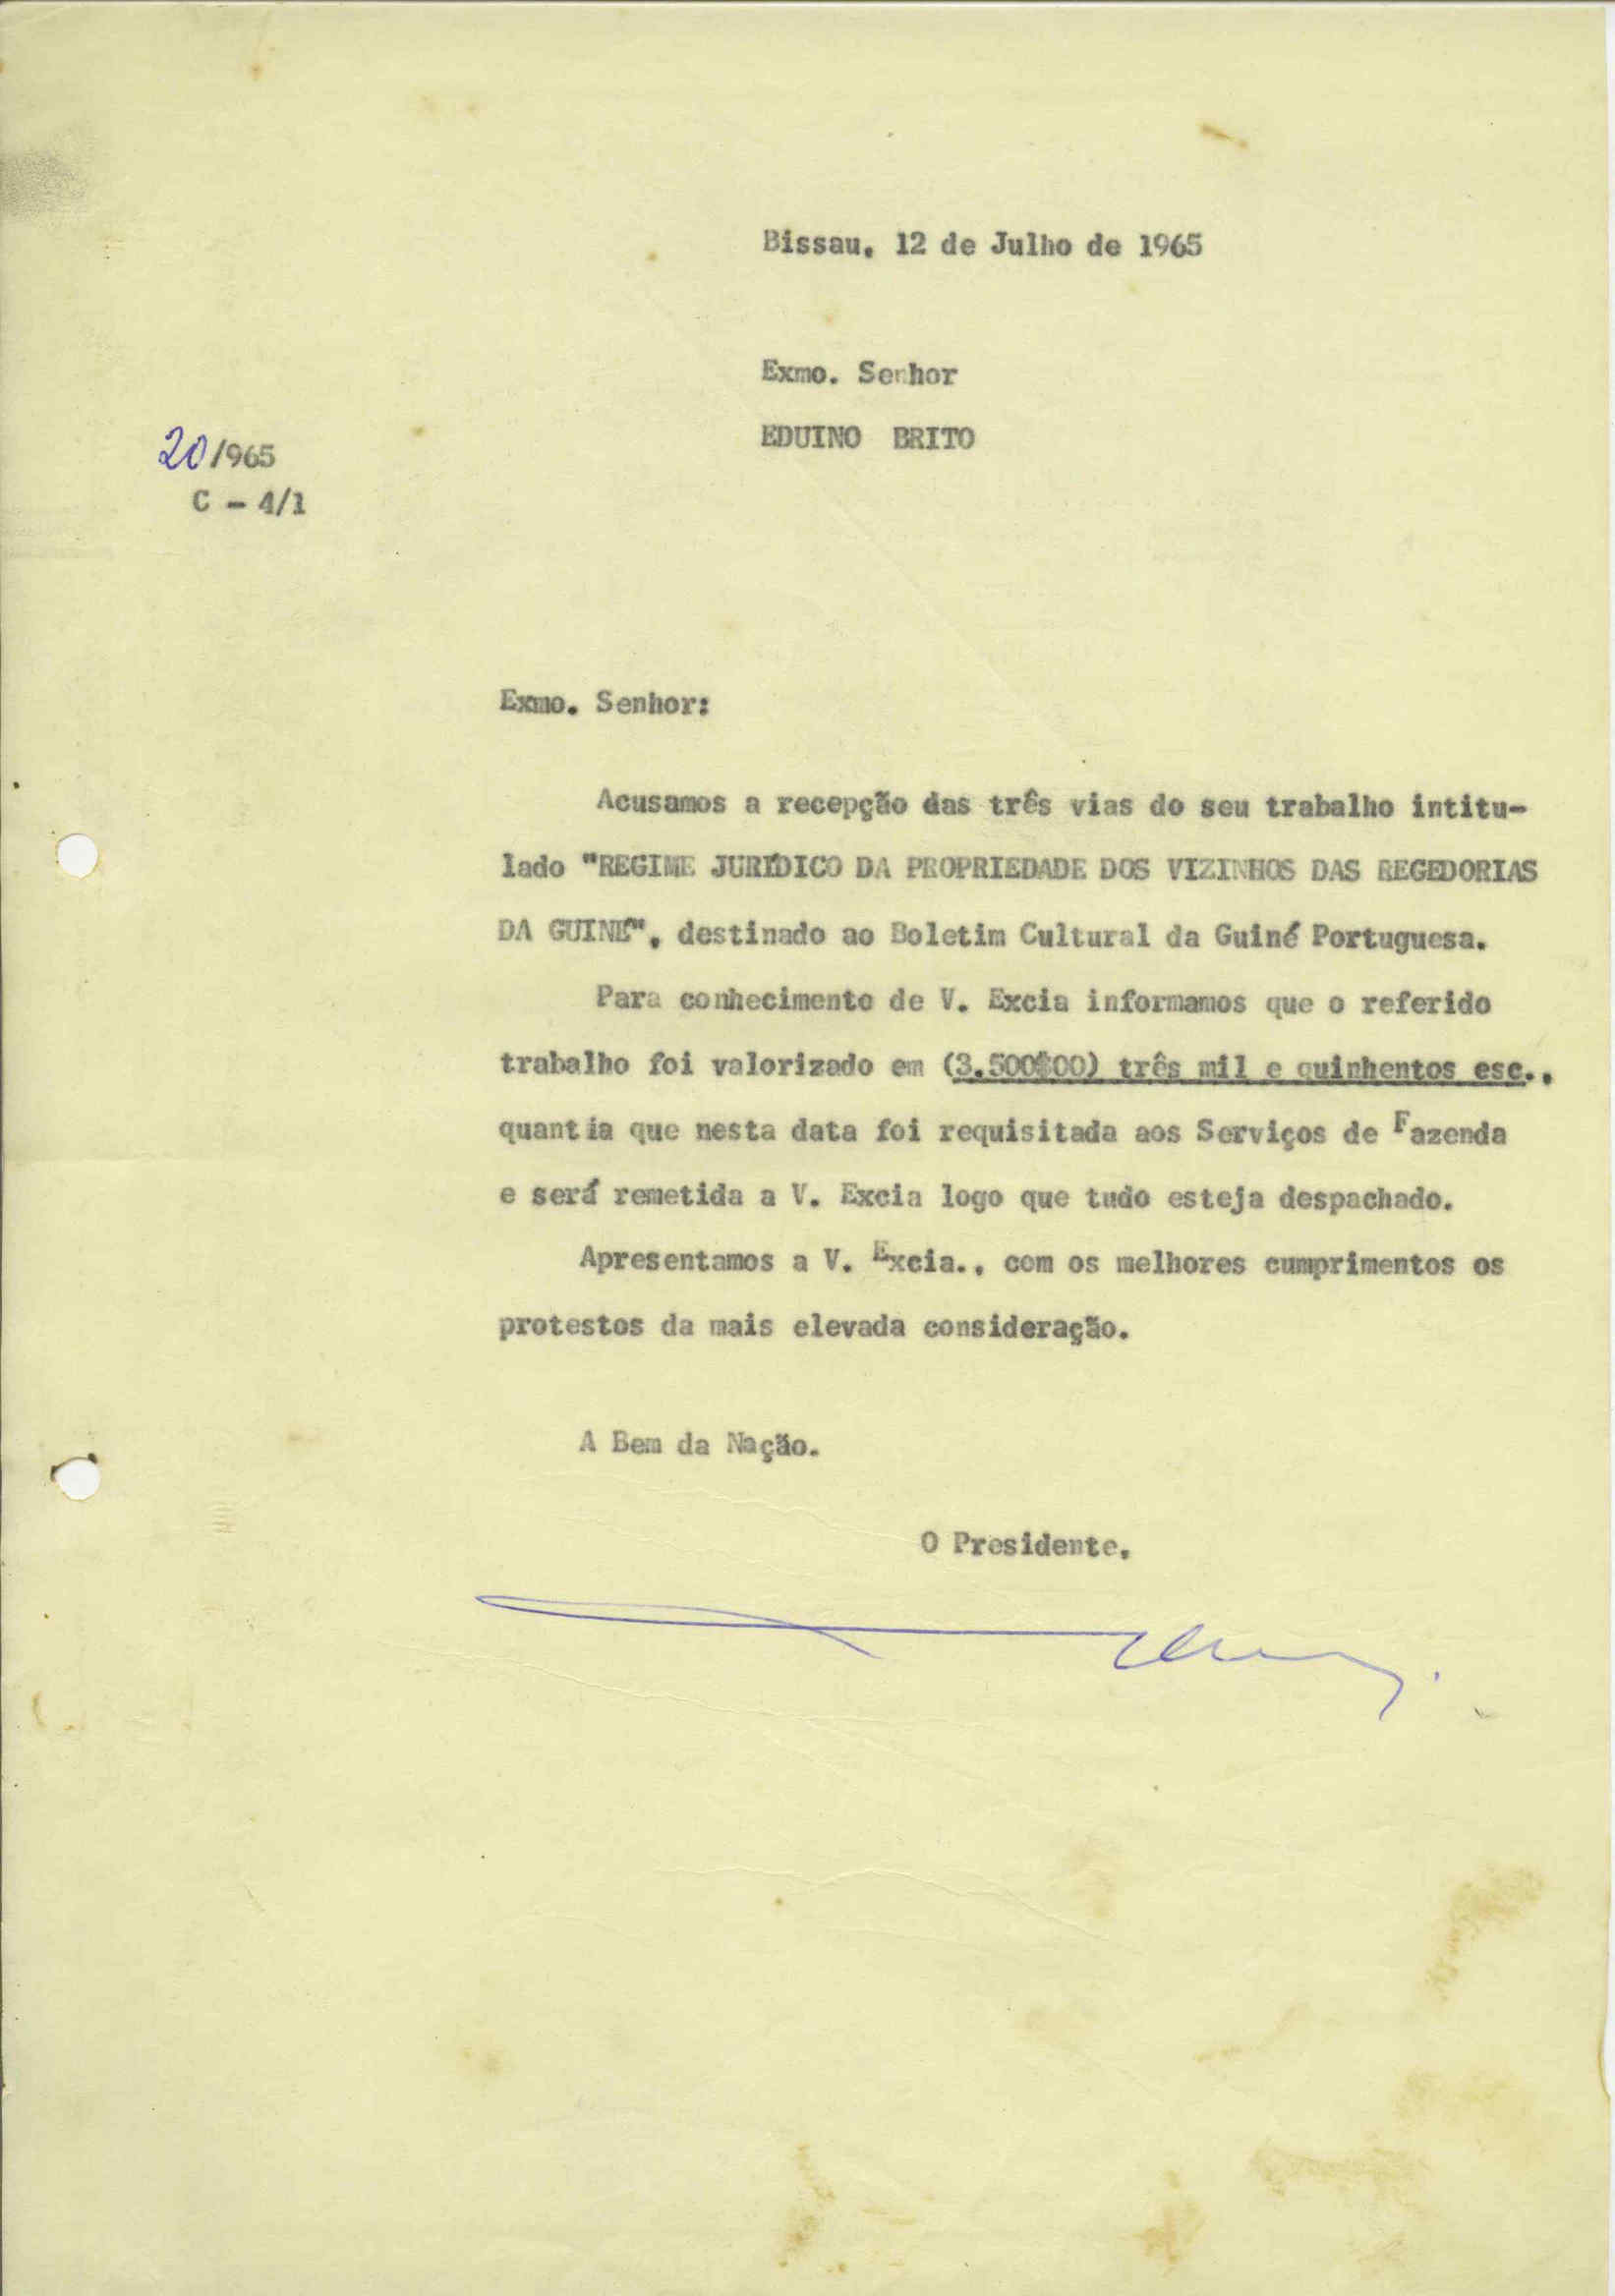 Bissau, 12 de Julho de 1965
Exmo. Senhor
EDUINO BRITO
20/965
C - 4/1
Exmo. Senhor:
Acusamos a recepção das três vias do seu trabalho intitu-
lado "REGIME JURÍDICO DA PROPRIEDADE DOS VIZINHOS DAS REGEDORIAS
DA GUINÉ", destinado ao Boletim Cultural da Guiné Portuguesa.
Para conhecimento de V. Excia informamos que o referido
trabalho foi valorizado em (3.500$00) três mil e quinhentos esc.,
quantia que nesta data foi requisitada aos Serviços de Fazenda
e será remetida a V. Excia logo que tudo esteja despachado.
Apresentamos a V. Excia., com os melhores cumprimentos os
protestos da mais elevada consideração.
A Bem da Nação.
O Presidente,